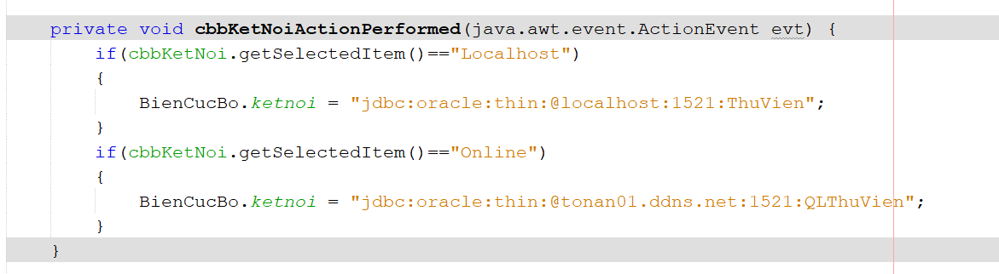 private void cbbKetNoiActionPerformed(java.awt.event.ActionEvent evt) {
if(cbbKetNoi.getSelectedItem()=="Localhost")
{
BienCucBo.ketnoi = "jdbc:oracle:thin:@localhost:1521:ThuVien";
}
if(cbbKetNoi.getSelectedItem()=="Online")
{
BienCucBo.ketnoi = "jdbc:oracle:thin:@tonan01.ddns.net:1521:QLThuVien";
}
}